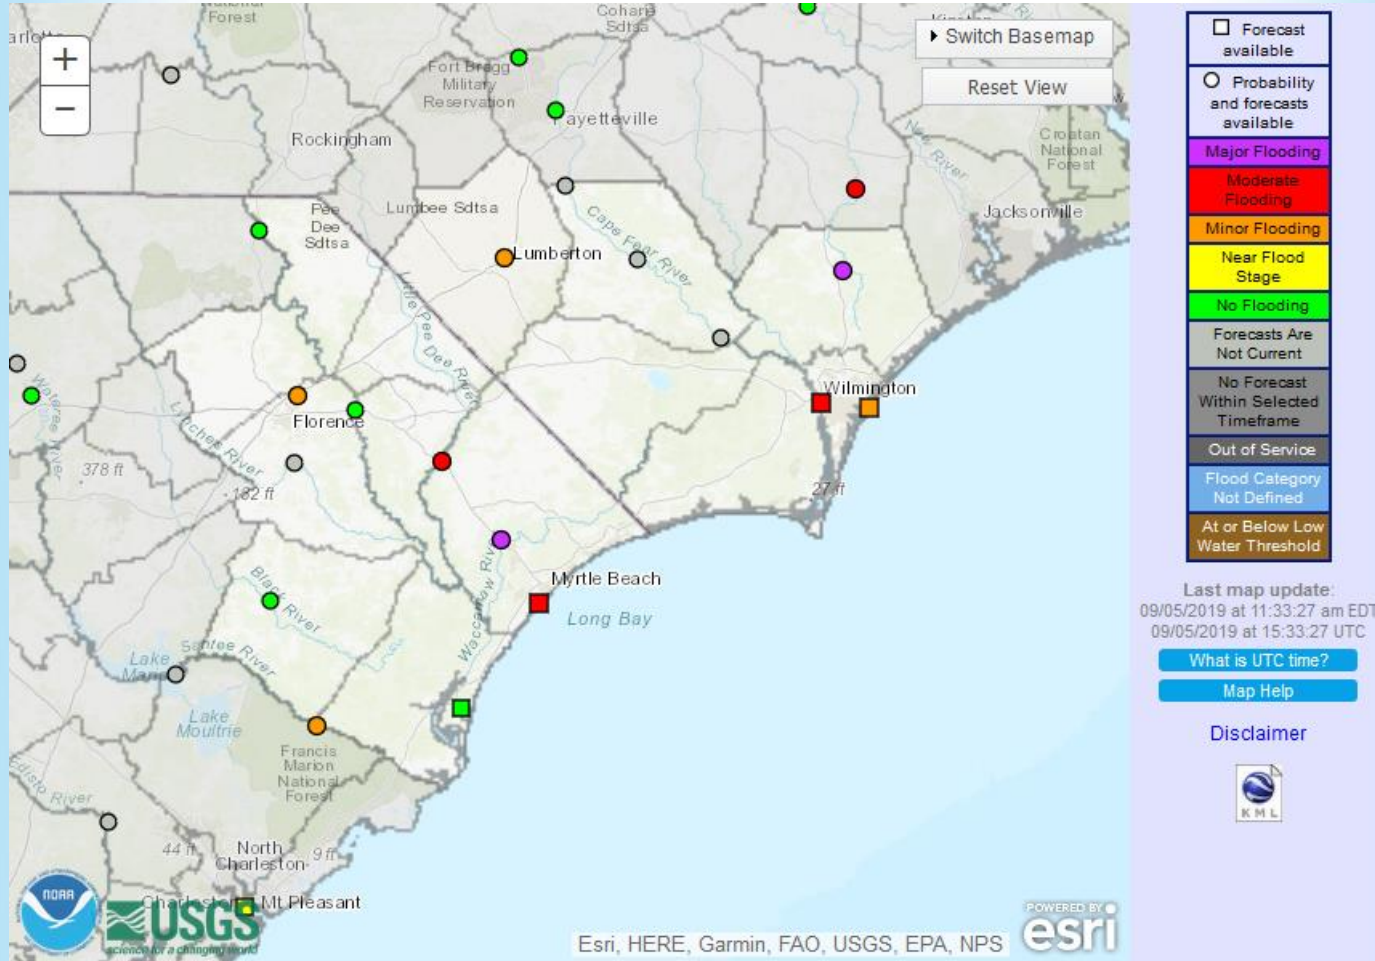 National
Forest
Coharie
Sdtsa
Switch Basemap
Reset View
+
−
Fort Bragg
Military
Reservation
Fayetteville
Rockingham
New River
Croatan
National
Forest
Jacksonville
Pee
Dee
Sdtsa
Lumbee Sdtsa
Cape Fear River
Lumberton
Little Pee Dee River
Wateree River
Wilmington
Florence
Lynches River
378 ft
182 ft
27 ft
Waccamaw River
Myrtle Beach
Long Bay
Black River
Santee River
Lake
Lake
Moultrie
Francis
Marion
National
Forest
Edisto River
44 ft
North
Charleston
9 ft
Charleston
Mt Pleasant
NOAA
USGS
science for a changing world
Esri, HERE, Garmin, FAO, USGS, EPA, NPS
POWERED BY
esri
Forecast
available
Probability
and forecasts
available
Major Flooding
Moderate
Flooding
Minor Flooding
Near Flood
Stage
No Flooding
Forecasts Are
Not Current
No Forecast
Within Selected
Timeframe
Out of Service
Flood Category
Not Defined
At or Below Low
Water Threshold
Last map update:
09/05/2019 at 11:33:27 am EDT
09/05/2019 at 15:33:27 UTC
What is UTC time?
Map Help
Disclaimer
KML